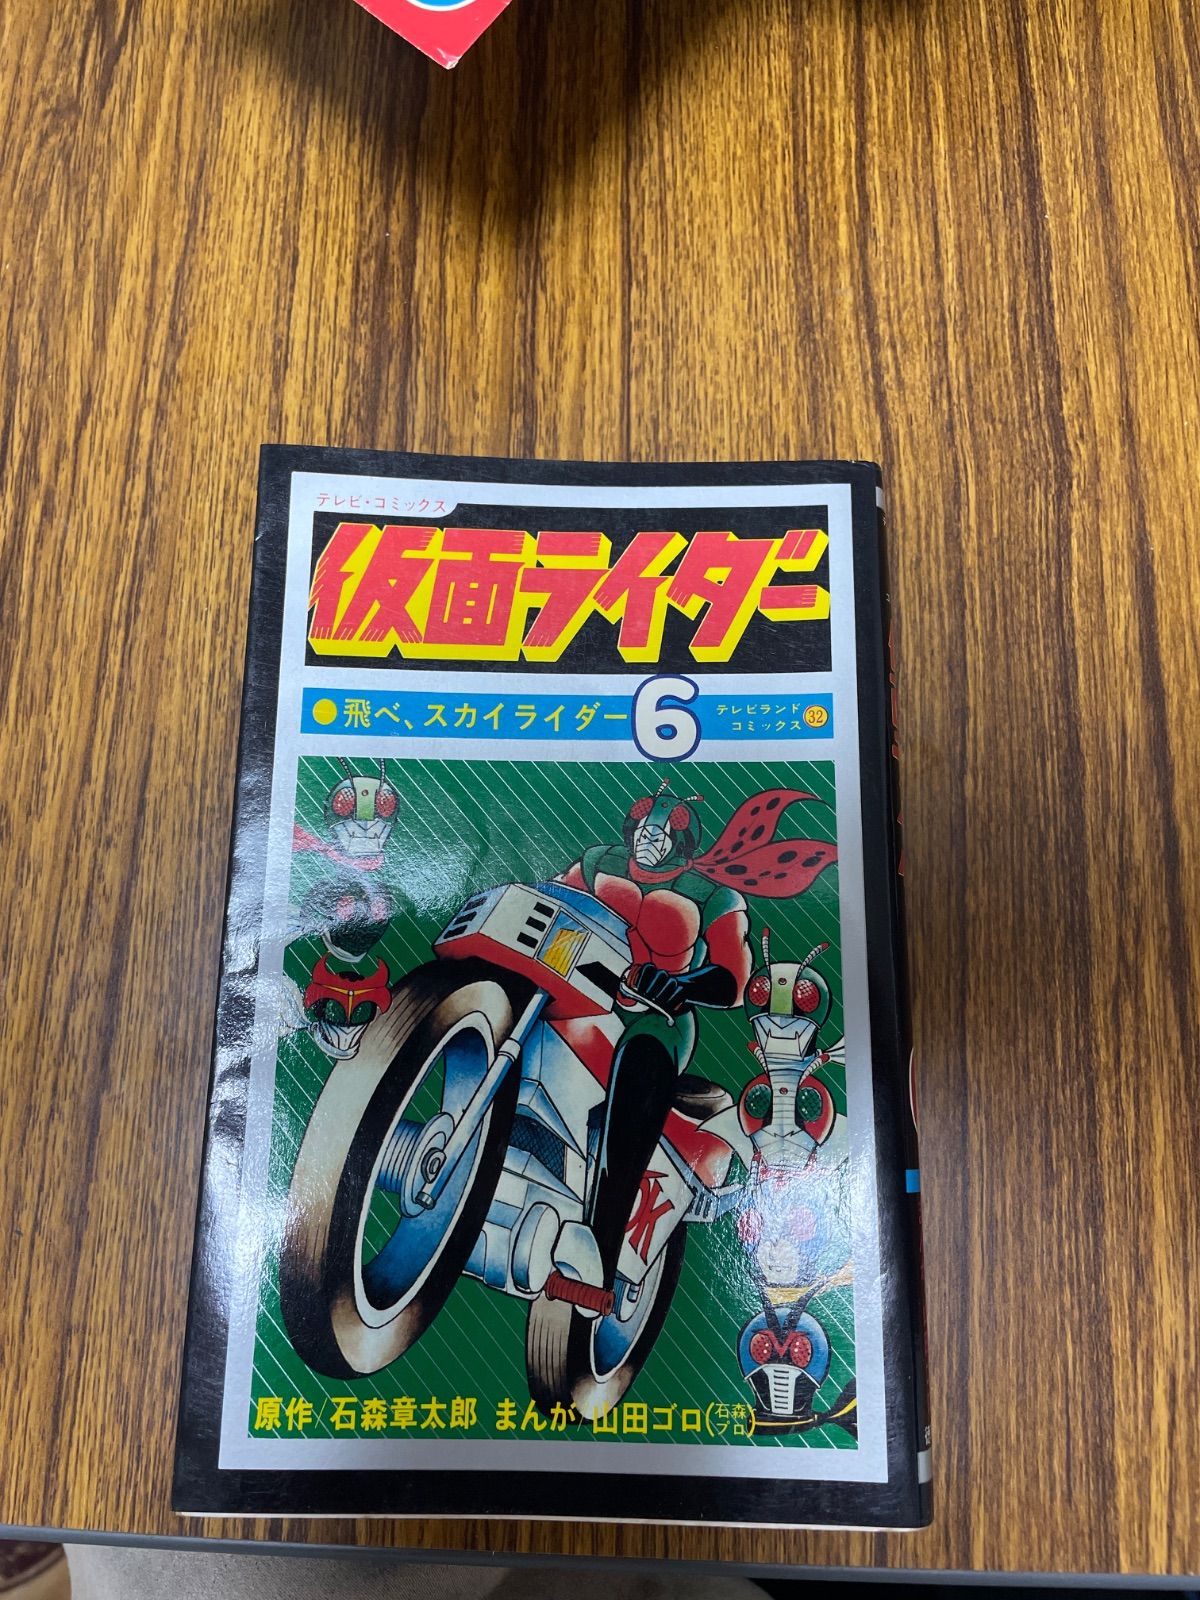 テレビ・コミックス
仮面ライダー
飛べ、スカイライダー
6
テレビランド
コミックス
32
原作/石森章太郎 まんが/山田ゴロ(石森プロ)